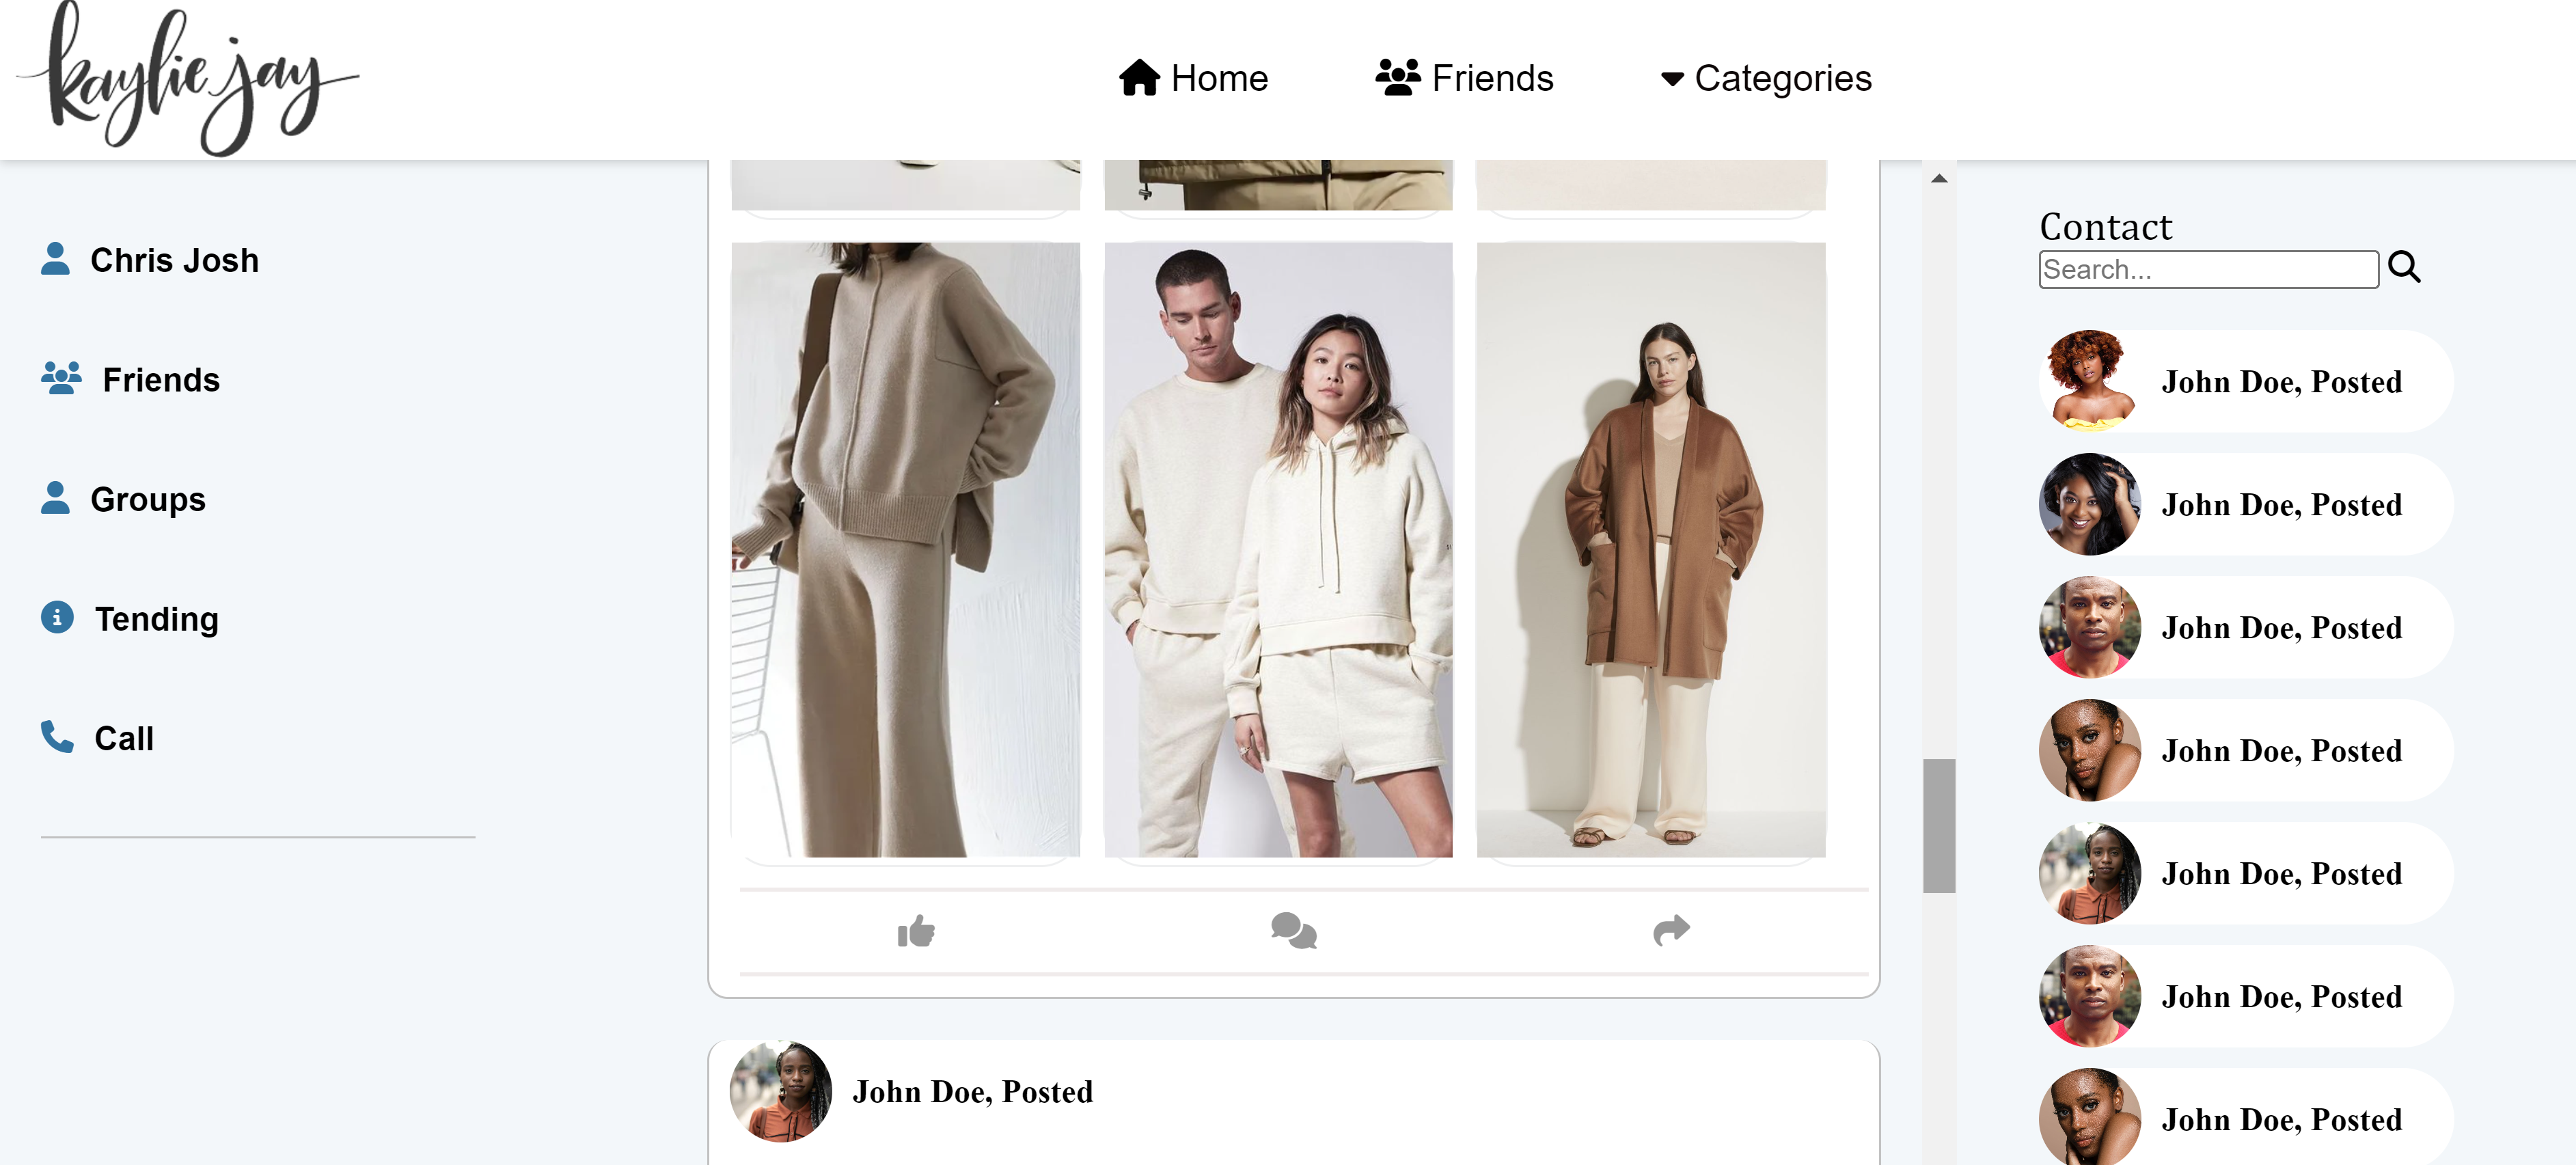 kaylie jay
Home
Friends
Categories
Chris Josh
Friends
Groups
Tending
Call
John Doe, Posted
Contact
Search...
John Doe, Posted
John Doe, Posted
John Doe, Posted
John Doe, Posted
John Doe, Posted
John Doe, Posted
John Doe, Posted